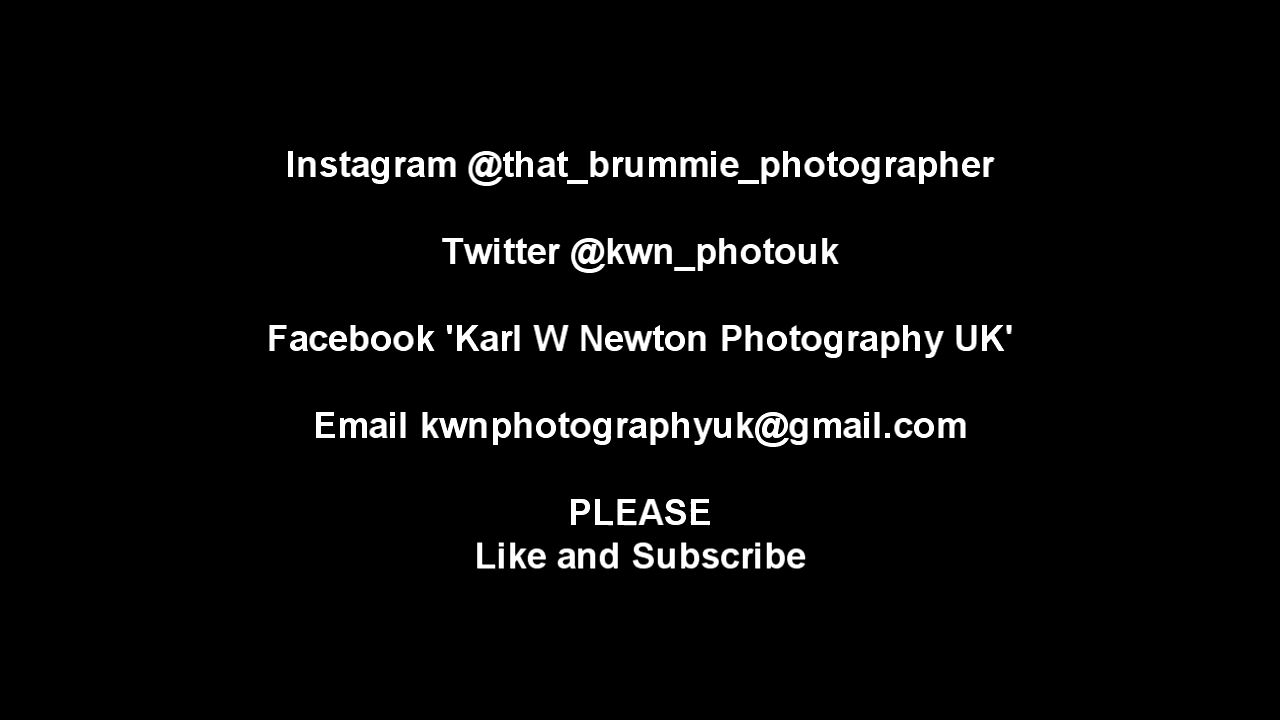 Instagram @that_brummie_photographer
Twitter @kwn_photouk
Facebook 'Karl W Newton Photography UK'
Email kwnphotographyuk@gmail.com
PLEASE
Like and Subscribe